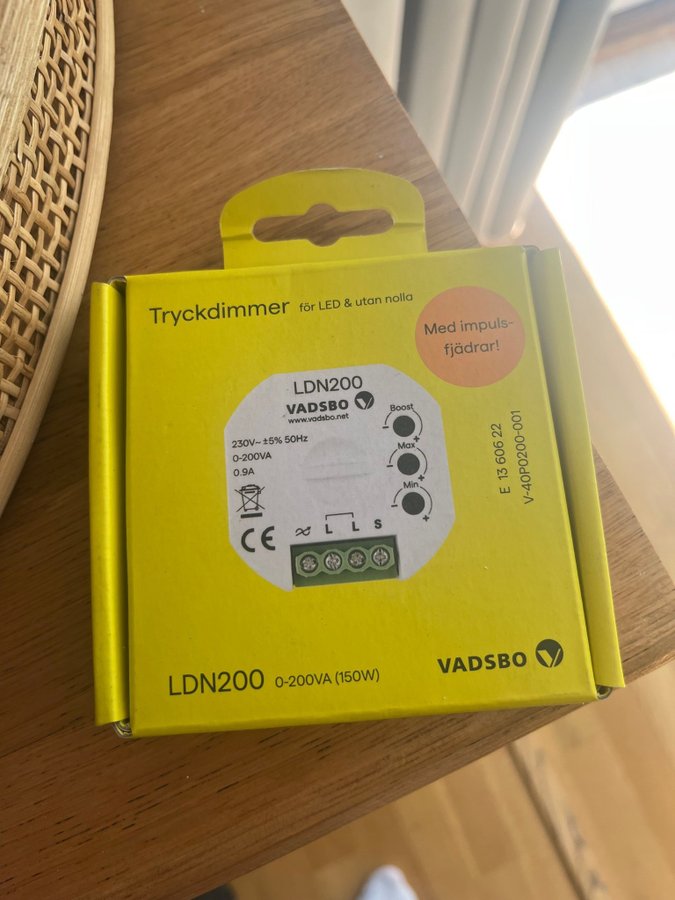 Tryckdimmer för LED & utan nolla
Med impuls-
fjädrar!
LDN200
VADSBO
www.vadsbo.net
230V~ ±5% 50Hz
0-200VA
0.9A
Boost
- +
Max
- +
Min
- +
CE
L L S
E 13 606 22
V-40P0200-001
LDN200 0-200VA (150W)
VADSBO